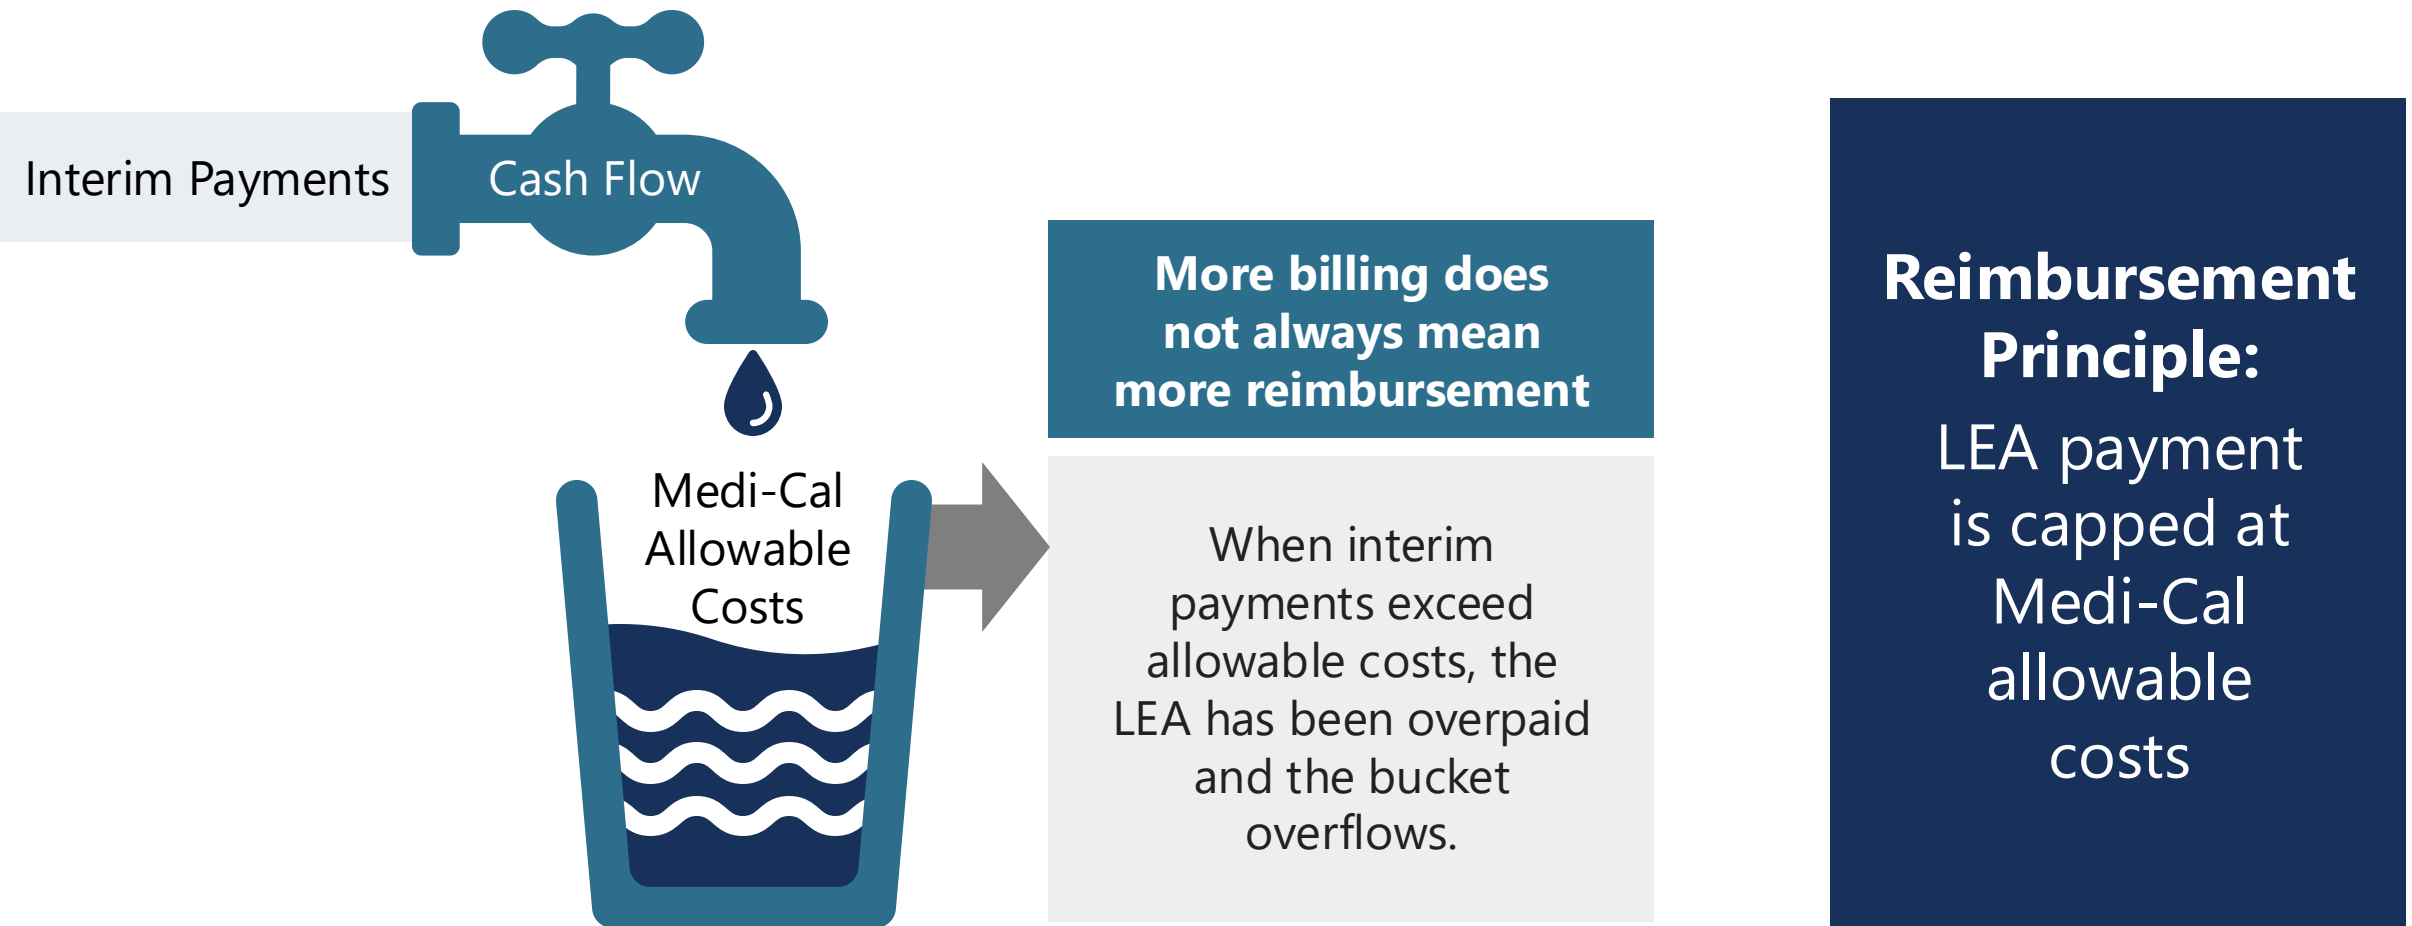 Interim Payments
Cash Flow
Medi-Cal
Allowable
Costs
More billing does
not always mean
more reimbursement
When interim
payments exceed
allowable costs, the
LEA has been overpaid
and the bucket
overflows.
Reimbursement
Principle:
LEA payment
is capped at
Medi-Cal
allowable
costs